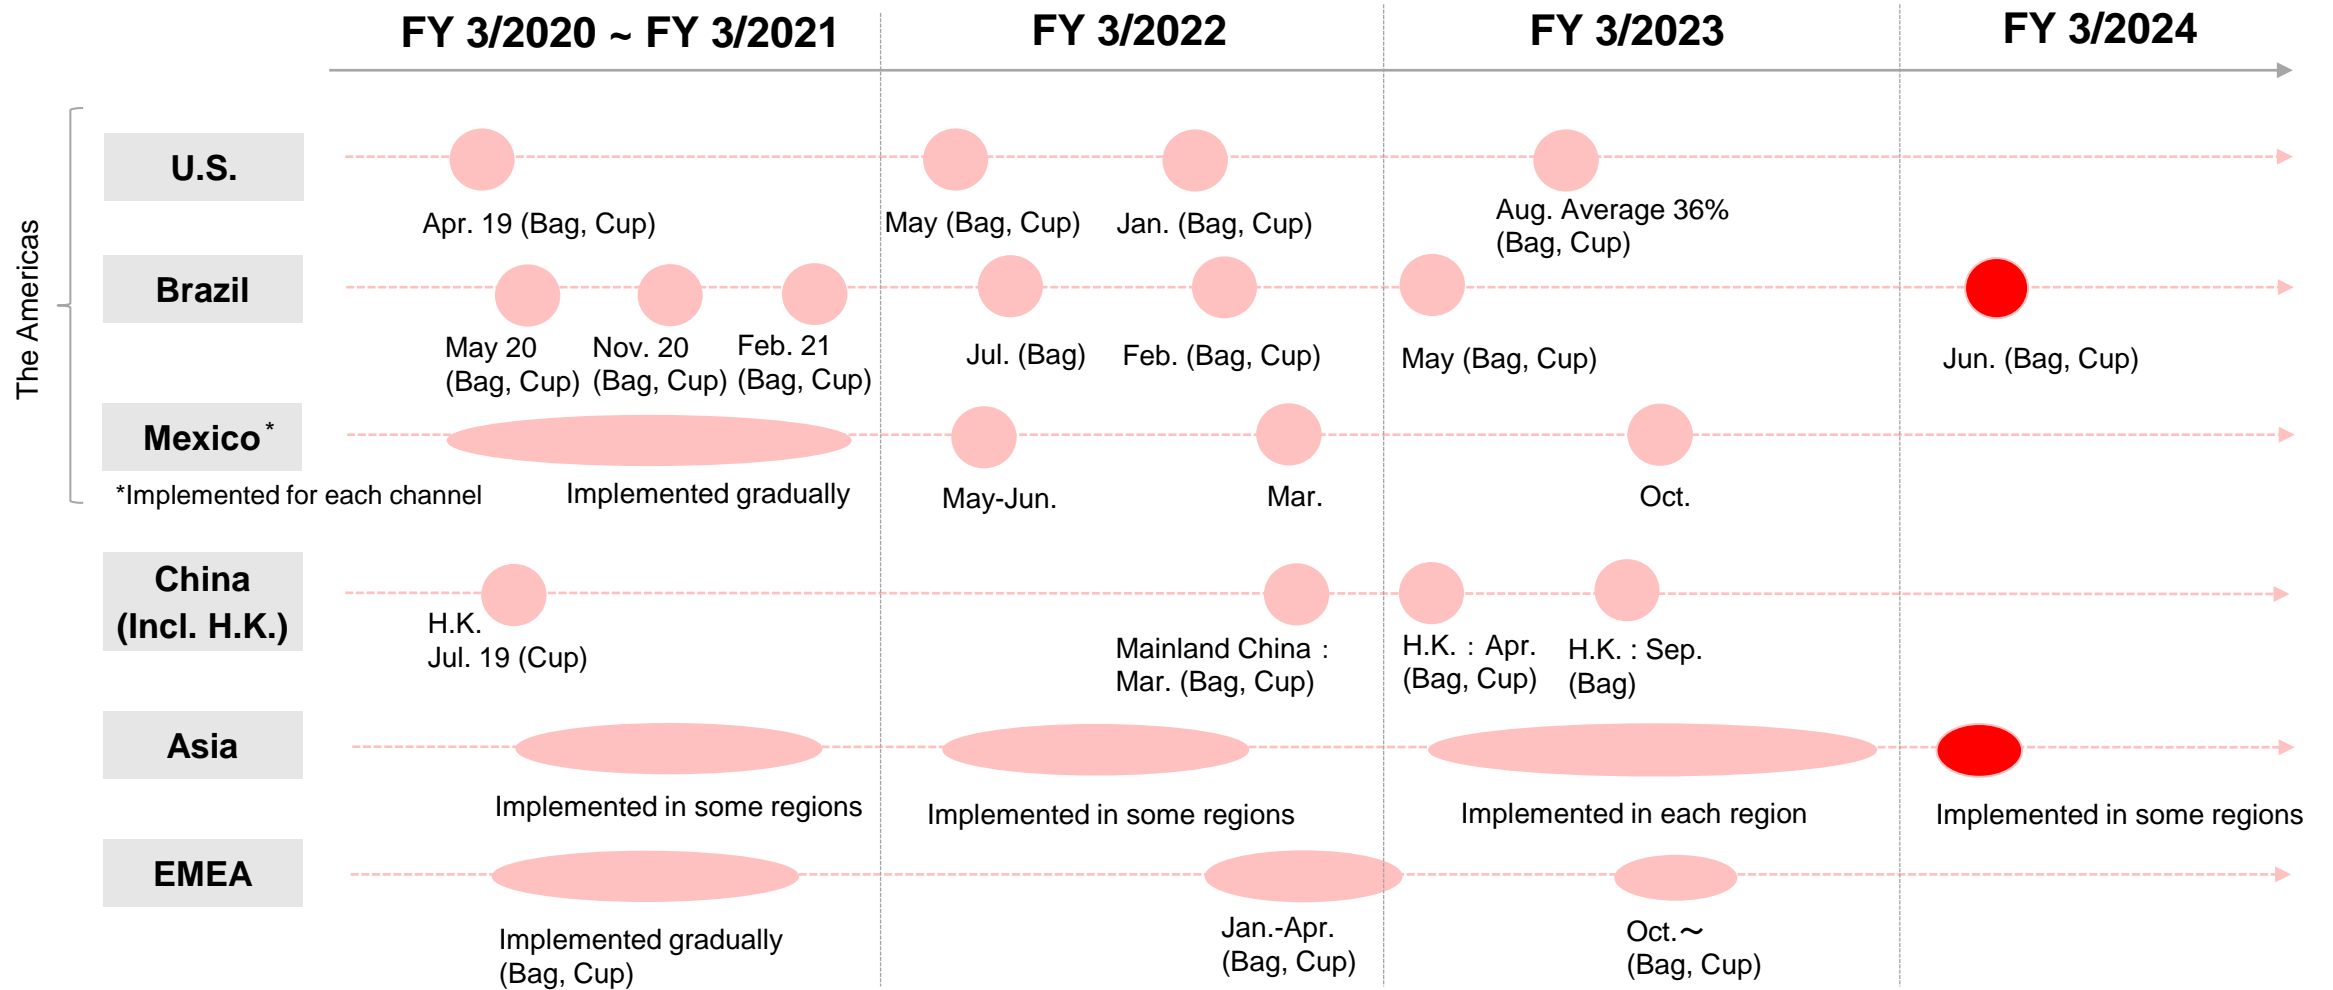 FY 3/2020 ~ FY 3/2021
FY 3/2022
FY 3/2023
FY 3/2024
The Americas
U.S.
Apr. 19 (Bag, Cup)
May (Bag, Cup)
Jan. (Bag, Cup)
Aug. Average 36%
(Bag, Cup)
Brazil
May 20
(Bag, Cup)
Nov. 20
(Bag, Cup)
Feb. 21
(Bag, Cup)
Jul. (Bag)
Feb. (Bag, Cup)
May (Bag, Cup)
Jun. (Bag, Cup)
Mexico*
*Implemented for each channel
Implemented gradually
May-Jun.
Mar.
Oct.
China
(Incl. H.K.)
H.K.
Jul. 19 (Cup)
Mainland China :
Mar. (Bag, Cup)
H.K. : Apr.
(Bag, Cup)
H.K. : Sep.
(Bag)
Asia
Implemented in some regions
Implemented in some regions
Implemented in each region
Implemented in some regions
EMEA
Implemented gradually
(Bag, Cup)
Jan.-Apr.
(Bag, Cup)
Oct.～
(Bag, Cup)